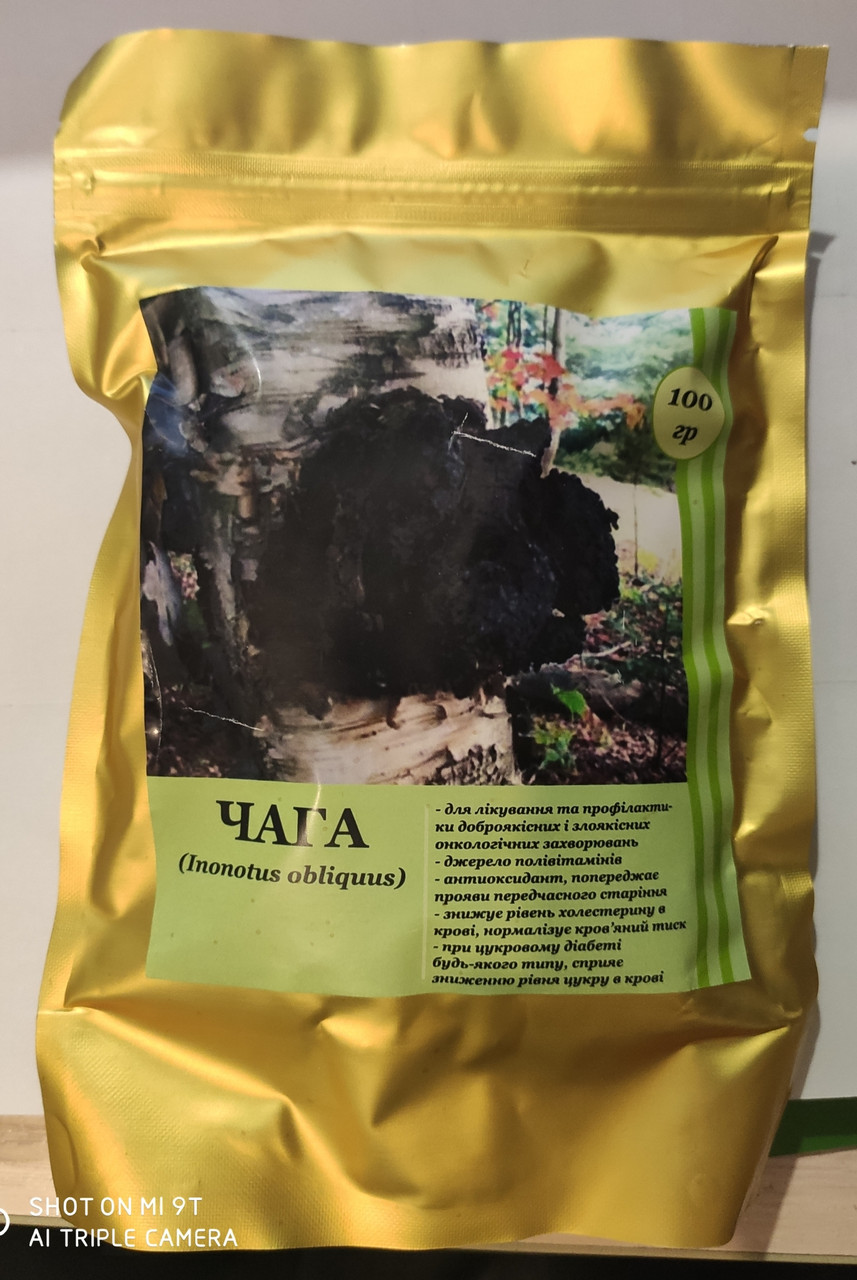 100
гр
ЧАГА
(Inonotus obliquus)
- для лікування та профілакти-
ки доброякісних і злоякісних
онкологічних захворювань
- джерело полівітамінів
- антиоксидант, попереджає
прояви передчасного старіння
- знижує рівень холестерину в
крові, нормалізує кров'яний тиск
- при цукровому діабеті
будь-якого типу, сприяє
зниженню рівня цукру в крові
SHOT ON MI 9T
AI TRIPLE CAMERA